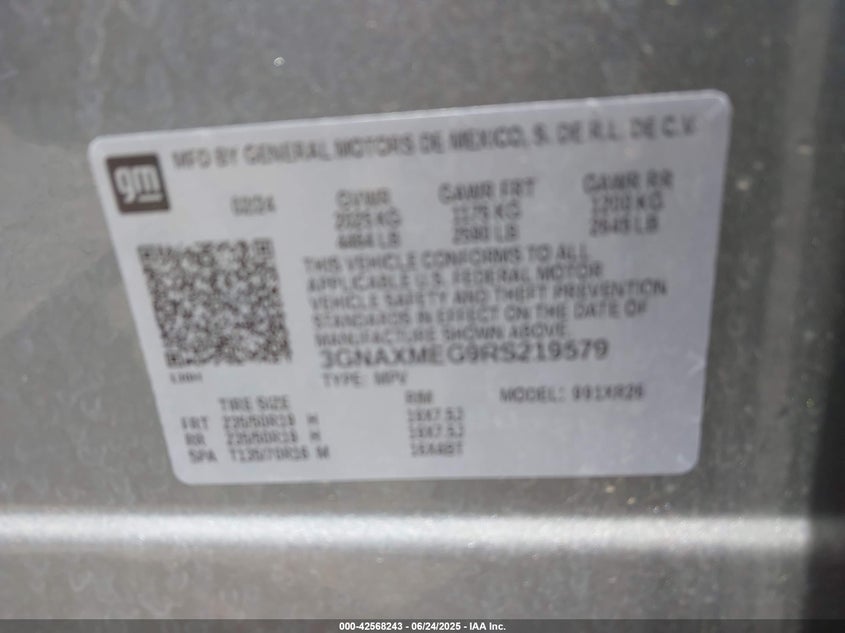 gm
MFD BY GENERAL MOTORS DE MEXICO, S. DE R.L. DE C.V.
02/24 GVWR GAWR FRT GAWR RR
2025 KG 1175 KG 1200 KG
4464 LB 2590 LB 2645 LB
THIS VEHICLE CONFORMS TO ALL
APPLICABLE U.S. FEDERAL MOTOR
VEHICLE SAFETY AND THEFT PREVENTION
STANDARDS IN EFFECT ON THE DATE OF
MANUFACTURE SHOWN ABOVE.
3GNAXMEG9RS219579
TYPE: MPV MODEL: 991XR26
TIRE SIZE RIM
FRT 235/50R19 H 19X7.5J
RR 235/50R19 H 19X7.5J
SPA T135/70R16 M 16X4BT
000-42568243 - 06/24/2025 - IAA Inc.